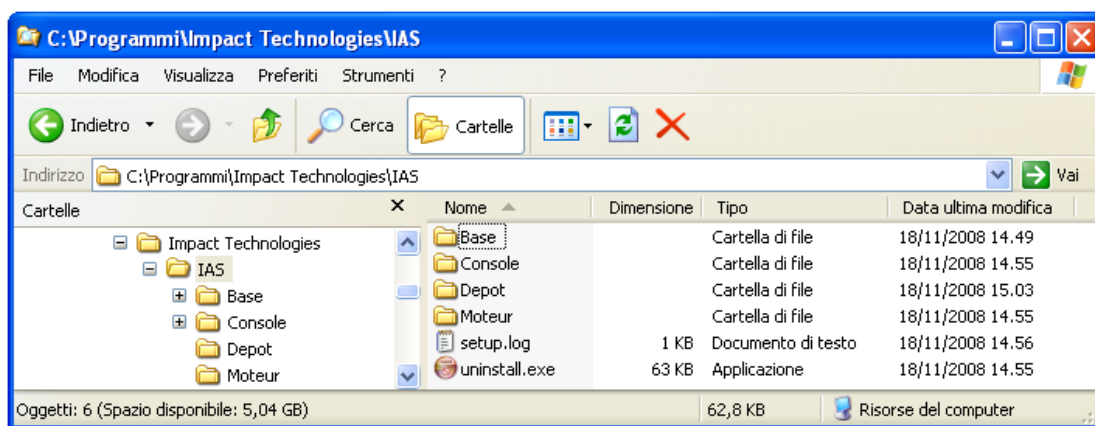 C:\Programmi\Impact Technologies\IAS
File Modifica Visualizza Preferiti Strumenti ?
Indietro Cerca Cartelle
Indirizzo C:\Programmi\Impact Technologies\IAS Vai
Cartelle Nome Dimensione Tipo Data ultima modifica
Impact Technologies Base Cartella di file 18/11/2008 14.49
IAS Console Cartella di file 18/11/2008 14.55
Base Depot Cartella di file 18/11/2008 15.03
Console Moteur Cartella di file 18/11/2008 14.55
Depot setup.log 1 KB Documento di testo 18/11/2008 14.56
Moteur uninstall.exe 63 KB Applicazione 18/11/2008 14.55
Oggetti: 6 (Spazio disponibile: 5,04 GB) 62,8 KB Risorse del computer